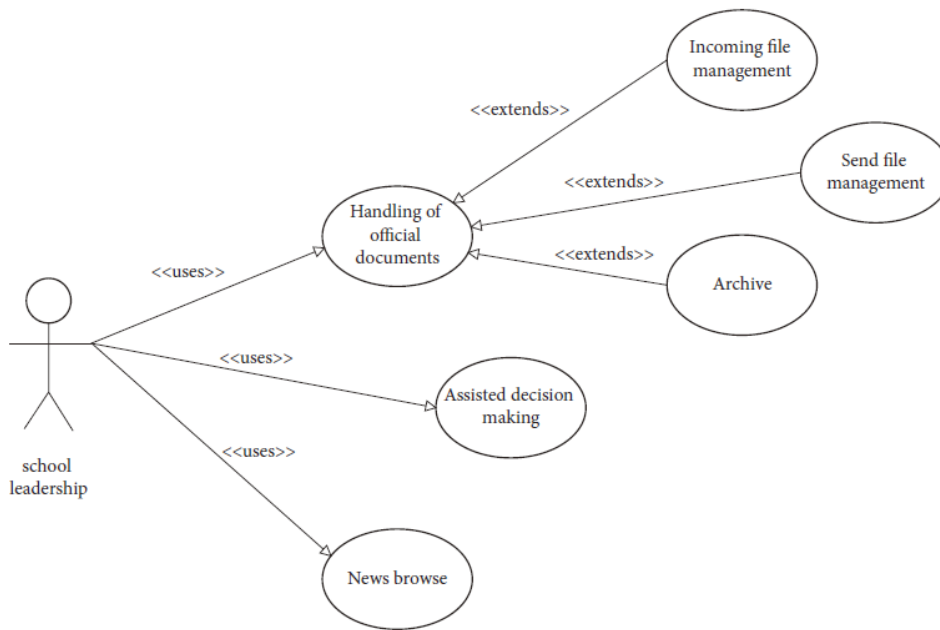 Incoming file
management
<<extends>>
Send file
management
<<extends>>
Handling of
official
documents
<<extends>>
<<uses>>
Archive
<<uses>>
Assisted decision
making
<<uses>>
school
leadership
News browse